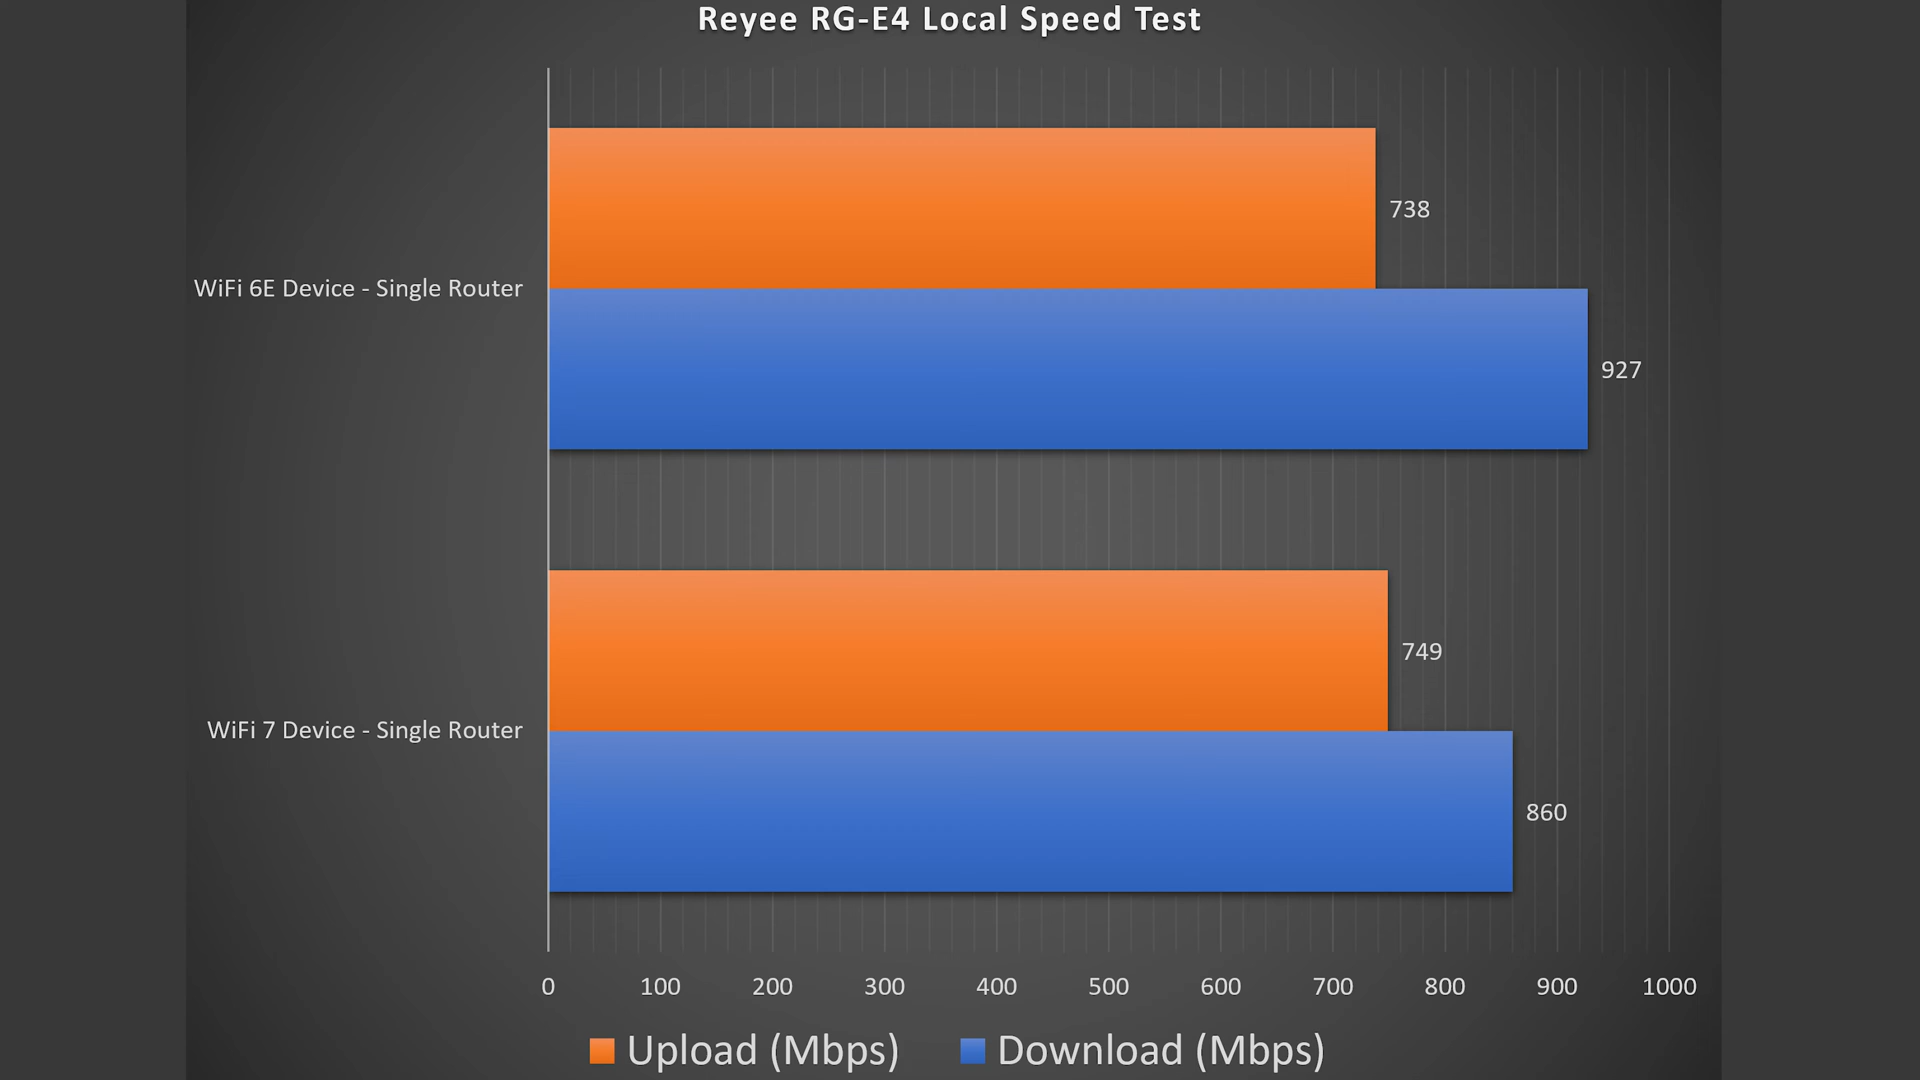 Reyee RG-E4 Local Speed Test
738
WiFi 6E Device - Single Router
927
749
WiFi 7 Device - Single Router
860
0 100 200 300 400 500 600 700 800 900 1000
Upload (Mbps) Download (Mbps)